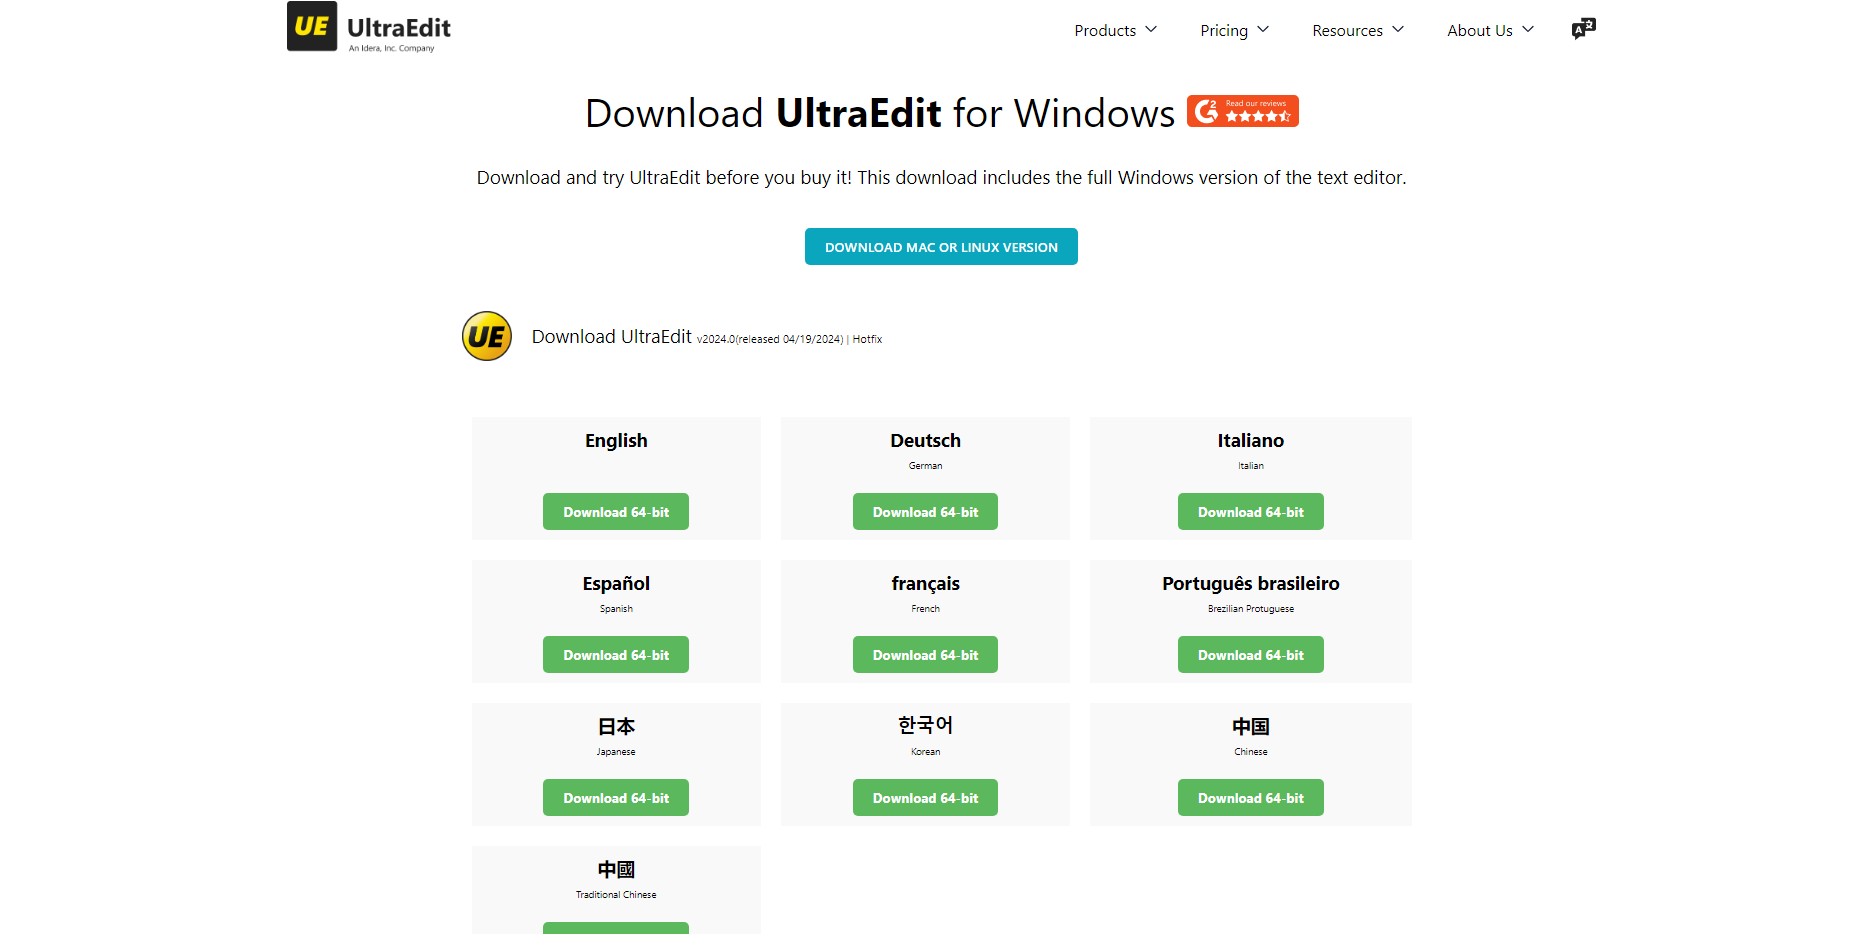 UE UltraEdit
An Idera, Inc. Company
Products Pricing Resources About Us
Download UltraEdit for Windows
Read our reviews
Download and try UltraEdit before you buy it! This download includes the full Windows version of the text editor.
DOWNLOAD MAC OR LINUX VERSION
UE Download UltraEdit v2024.0(released 04/19/2024) | Hotfix
English
Download 64-bit
Deutsch
German
Download 64-bit
Italiano
Italian
Download 64-bit
Español
Spanish
Download 64-bit
français
French
Download 64-bit
Português brasileiro
Brezilian Protuguese
Download 64-bit
日本
Japanese
Download 64-bit
한국어
Korean
Download 64-bit
中国
Chinese
Download 64-bit
中國
Traditional Chinese